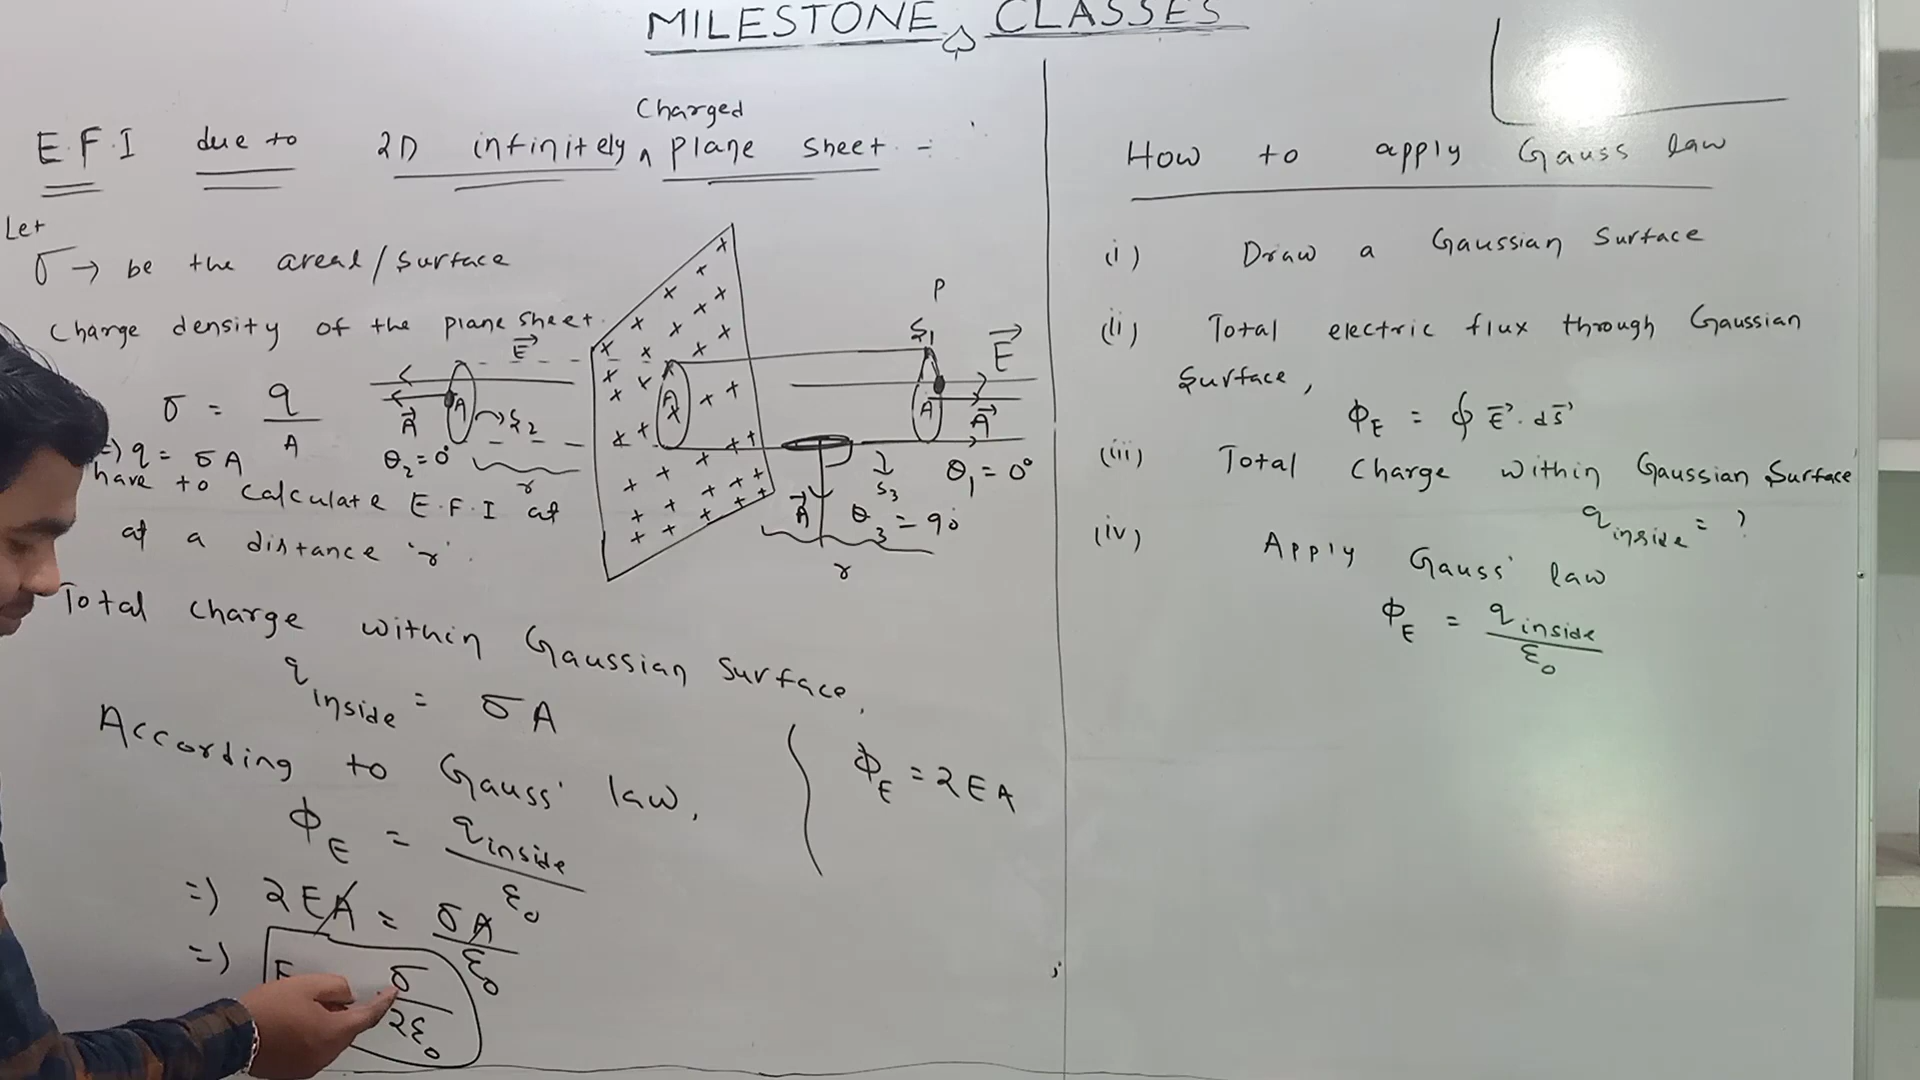 MILESTONE CLASSES
E.F.I due to 2D infinitely Charged plane sheet -
Let
σ → be the areal/surface
charge density of the plane sheet.
σ = q/A
=) q = σA
have to calculate E.F.I at
at a distance 'r'.
E⃗
A⃗
A
S₂
θ₂ = 0°
r
A
P
S₁
E⃗
A
A⃗
θ₁ = 0°
S₃
A⃗
θ₃ = 90°
r
Total charge within Gaussian surface,
q inside = σA
According to Gauss' law,
ϕ_E = q inside/ε₀
=) 2EA = σA/ε₀
=) E σ/2ε₀
ϕ_E = 2EA
How to apply Gauss law
(i) Draw a Gaussian Surface
(ii) Total electric flux through Gaussian
Surface,
ϕ_E = ∮ E⃗ . ds⃗
(iii) Total Charge within Gaussian Surface
q inside = ?
(iv) Apply Gauss' law
ϕ_E = q inside/ε₀